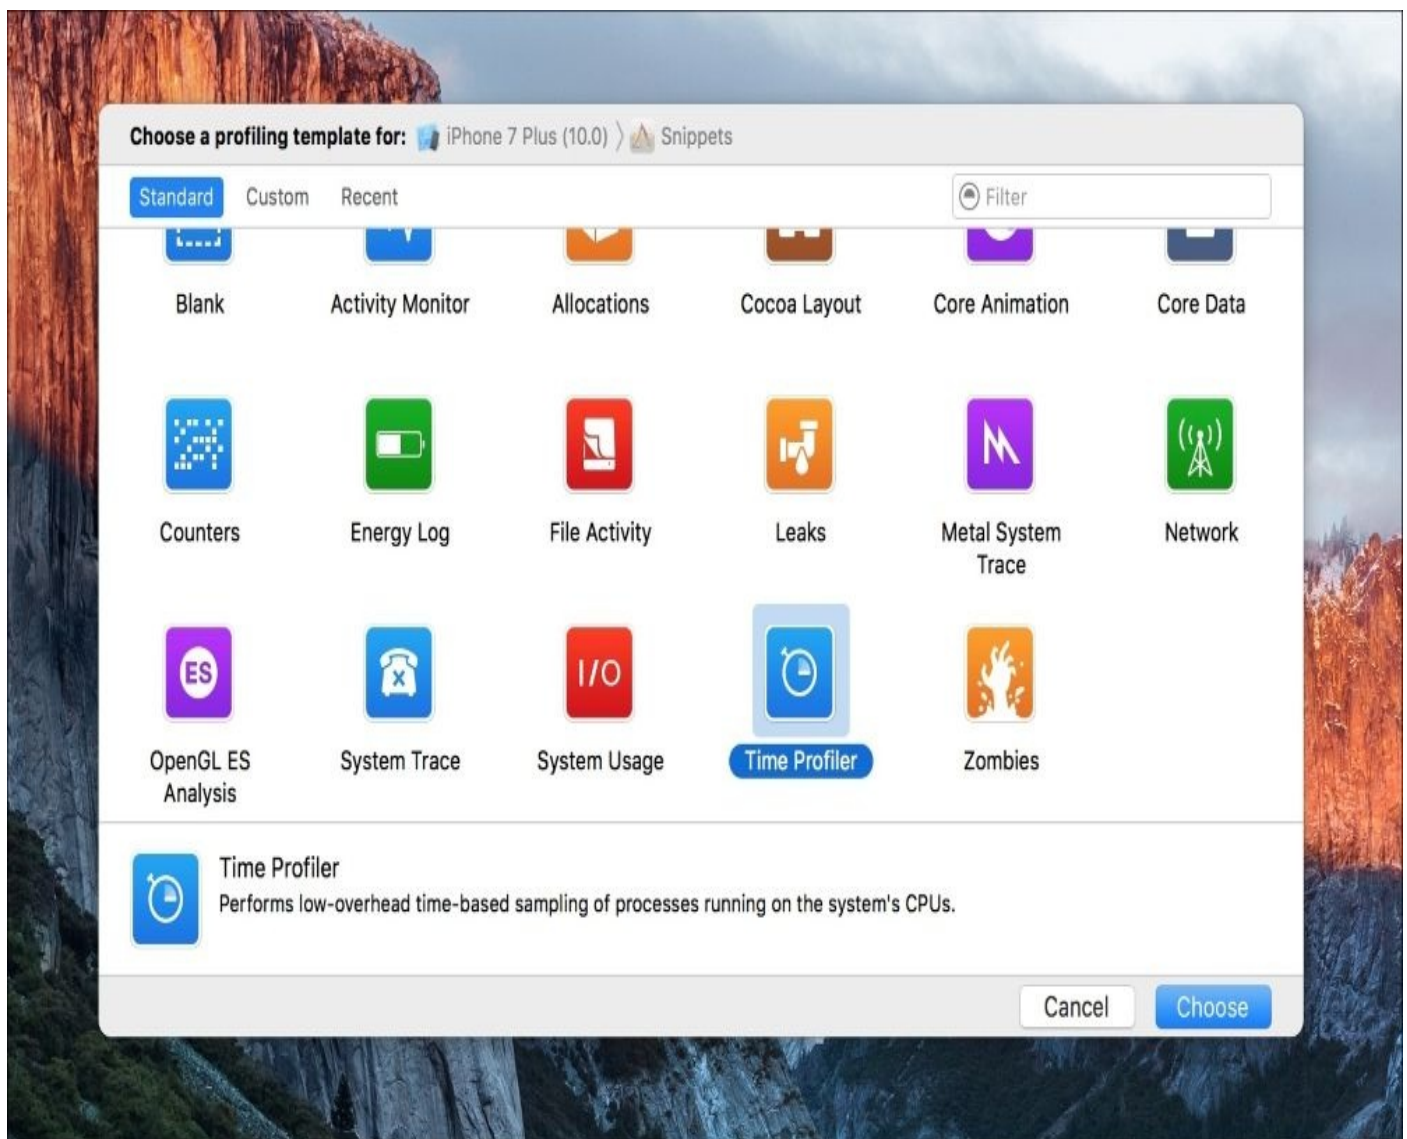 Choose a profiling template for: iPhone 7 Plus (10.0) 〉 Snippets
Standard Custom Recent Filter
Blank Activity Monitor Allocations Cocoa Layout Core Animation Core Data
Counters Energy Log File Activity Leaks Metal System Network
Trace
ES I/O
OpenGL ES System Trace System Usage Time Profiler Zombies
Analysis
Time Profiler
Performs low-overhead time-based sampling of processes running on the system's CPUs.
Cancel Choose